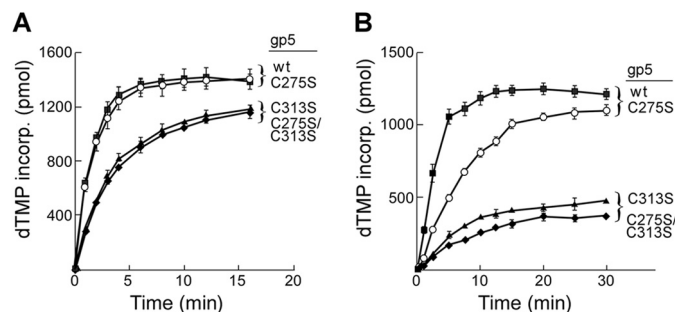 A
gp5
1600
1200
800
400
0
dTMP incorp. (pmol)
wt
C275S
C313S
C275S/
C313S
0
5
10
15
20
Time (min)
B
gp5
1500
1000
500
0
dTMP incorp. (pmol)
wt
C275S
C313S
C275S/
C313S
0
10
20
30
Time (min)